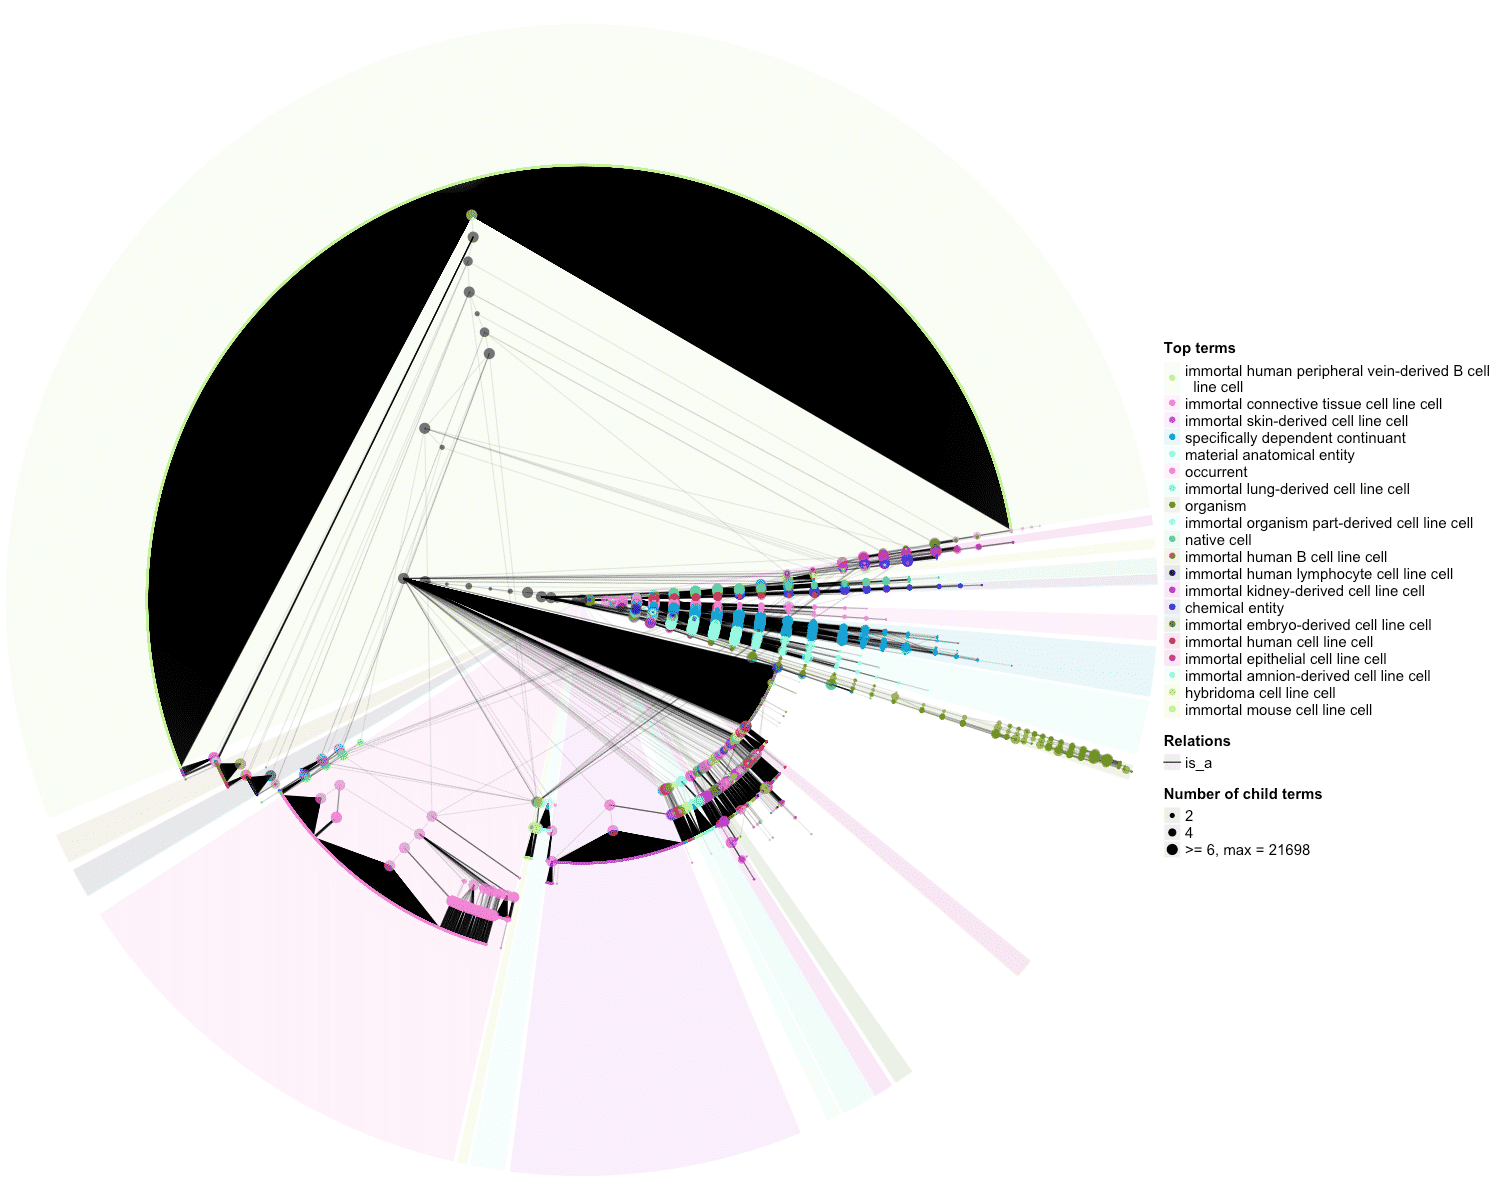 Top terms
immortal human peripheral vein-derived B cell
line cell
immortal connective tissue cell line cell
immortal skin-derived cell line cell
specifically dependent continuant
material anatomical entity
occurrent
immortal lung-derived cell line cell
organism
immortal organism part-derived cell line cell
native cell
immortal human B cell line cell
immortal human lymphocyte cell line cell
immortal kidney-derived cell line cell
chemical entity
immortal embryo-derived cell line cell
immortal human cell line cell
immortal epithelial cell line cell
immortal amnion-derived cell line cell
hybridoma cell line cell
immortal mouse cell line cell
Relations
is_a
Number of child terms
2
4
>= 6, max = 21698